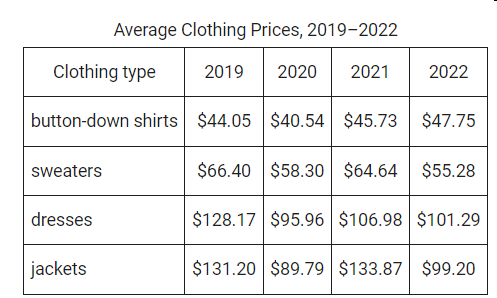 Average Clothing Prices, 2019–2022
Clothing type 2019 2020 2021 2022
button-down shirts $44.05 $40.54 $45.73 $47.75
sweaters $66.40 $58.30 $64.64 $55.28
dresses $128.17 $95.96 $106.98 $101.29
jackets $131.20 $89.79 $133.87 $99.20